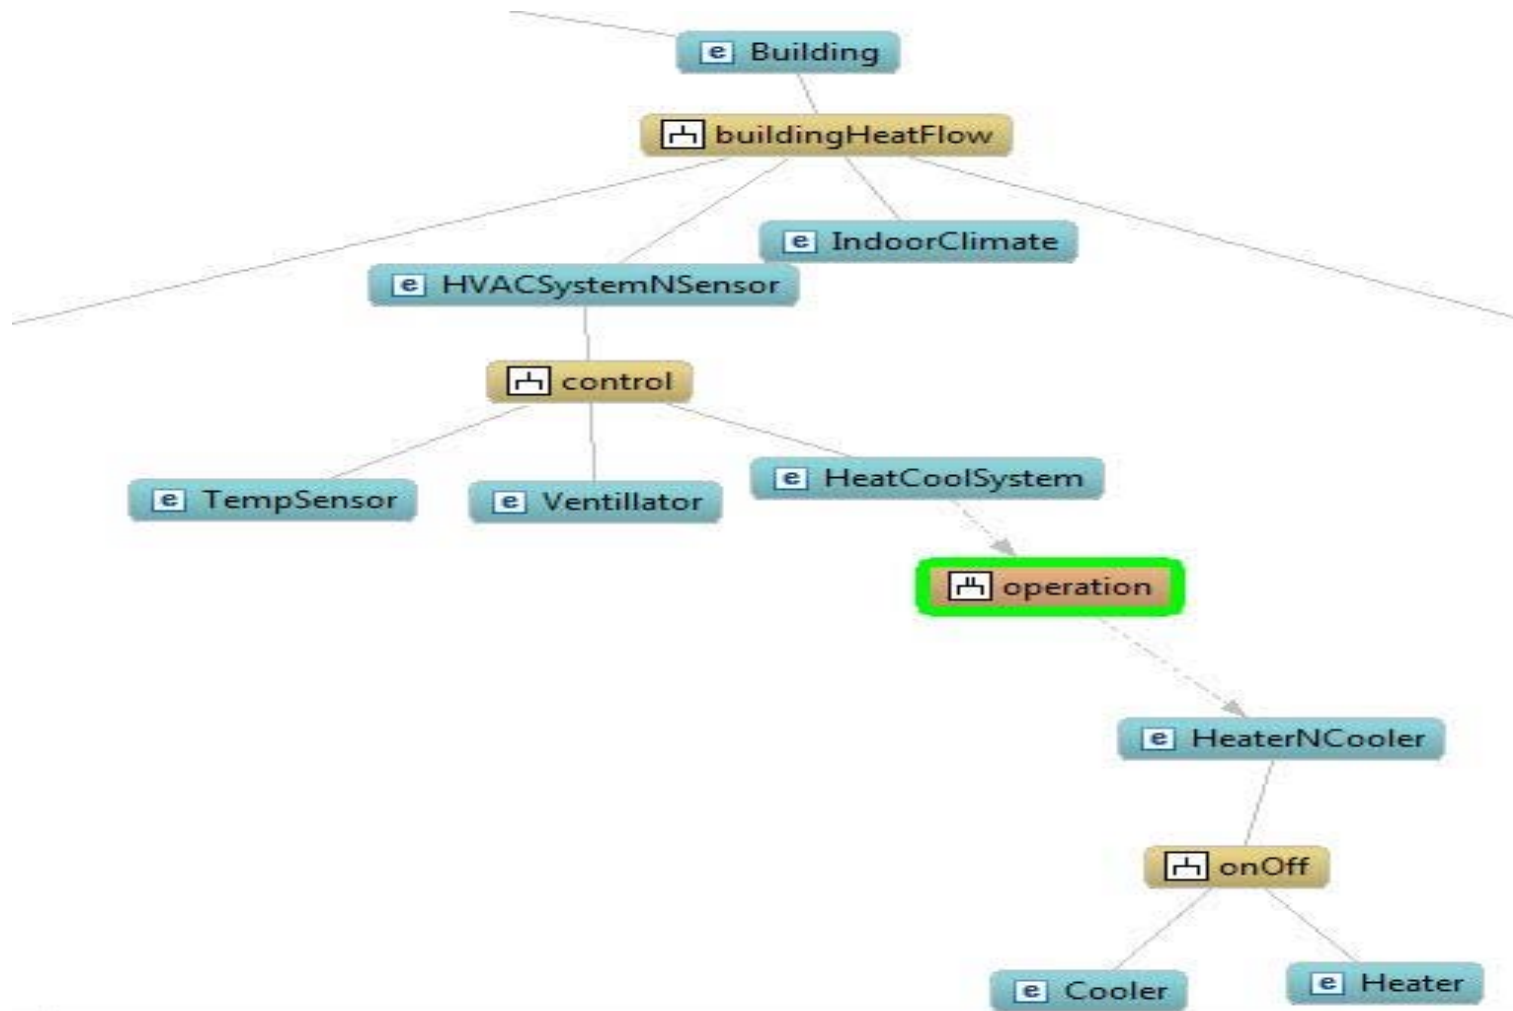 e Building
buildingHeatFlow
e IndoorClimate
e HVACSystemNSensor
control
e HeatCoolSystem
e TempSensor
e Ventillator
operation
e HeaterNCooler
onOff
e Cooler
e Heater